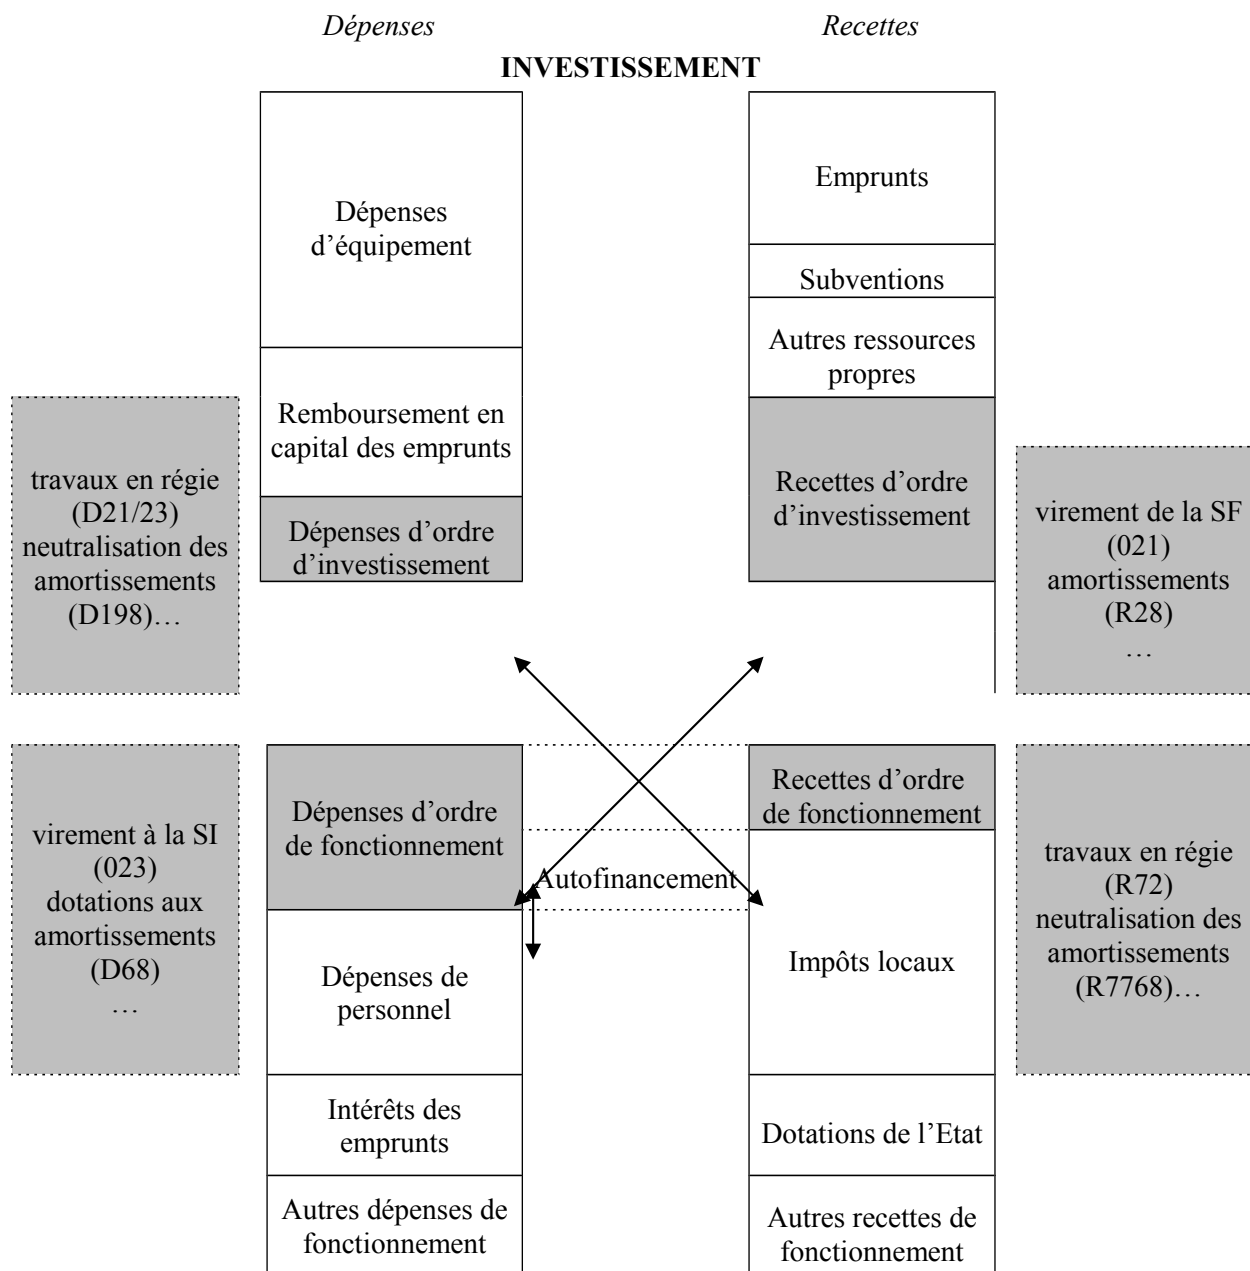 Dépenses
Recettes
INVESTISSEMENT
Dépenses
d’équipement
Remboursement en
capital des emprunts
Dépenses d’ordre
d’investissement
Emprunts
Subventions
Autres ressources
propres
Recettes d’ordre
d’investissement
travaux en régie
(D21/23)
neutralisation des
amortissements
(D198)…
virement de la SF
(021)
amortissements
(R28)
…
virement à la SI
(023)
dotations aux
amortissements
(D68)
…
Dépenses d’ordre
de fonctionnement
Dépenses de
personnel
Intérêts des
emprunts
Autres dépenses de
fonctionnement
Autofinancement
Recettes d’ordre
de fonctionnement
Impôts locaux
Dotations de l’Etat
Autres recettes de
fonctionnement
travaux en régie
(R72)
neutralisation des
amortissements
(R7768)…